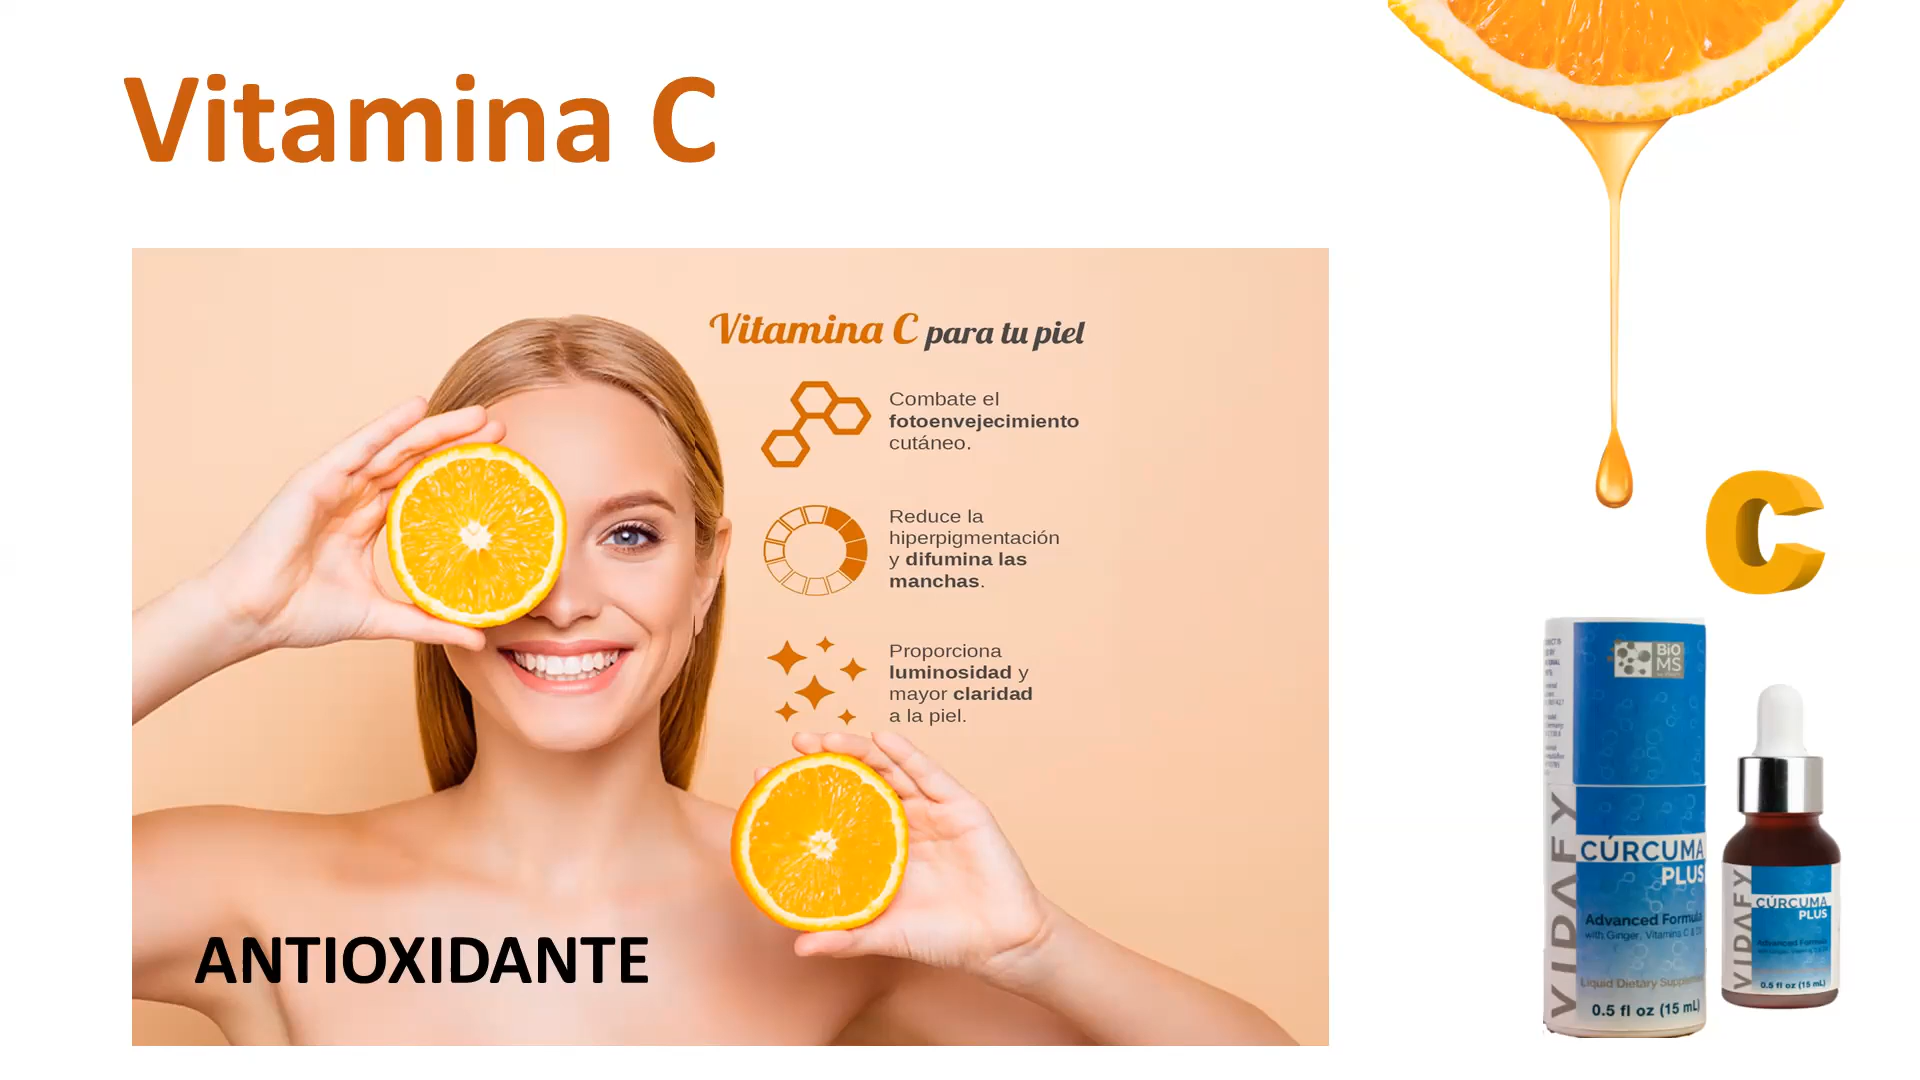 Vitamina C
Vitamina C para tu piel
Combate el
fotoenvejecimiento
cutáneo.
Reduce la
hiperpigmentación
y difumina las
manchas.
Proporciona
luminosidad y
mayor claridad
a la piel.
ANTIOXIDANTE
C
BiO
MS
VIDAFY
CÚRCUMA
PLUS
Advanced Formula
with Ginger, Vitamins C &
Liquid Dietary
0.5 fl oz (15 mL)
VIDAFY
CÚRCUMA
PLUS
Advanced Formula
0.5 fl oz (15 mL)